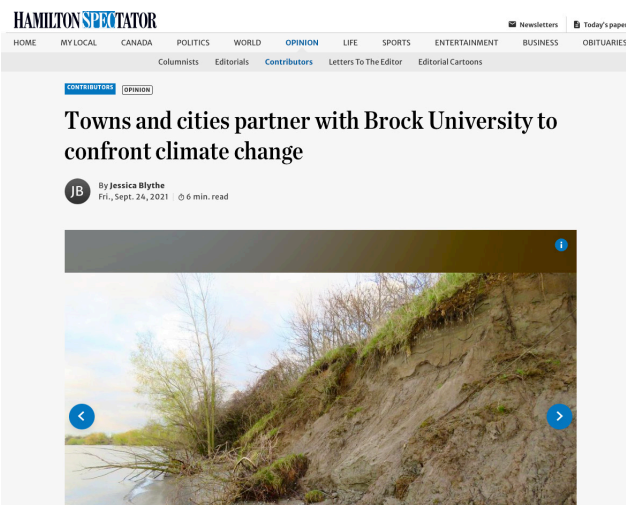 HAMILTON SPECTATOR
Newsletters Today's paper
HOME MY LOCAL CANADA POLITICS WORLD OPINION LIFE SPORTS ENTERTAINMENT BUSINESS OBITUARIES
Columnists Editorials Contributors Letters To The Editor Editorial Cartoons
CONTRIBUTORS OPINION
Towns and cities partner with Brock University to
confront climate change
JB
By Jessica Blythe
Fri., Sept. 24, 2021 6 min. read
i